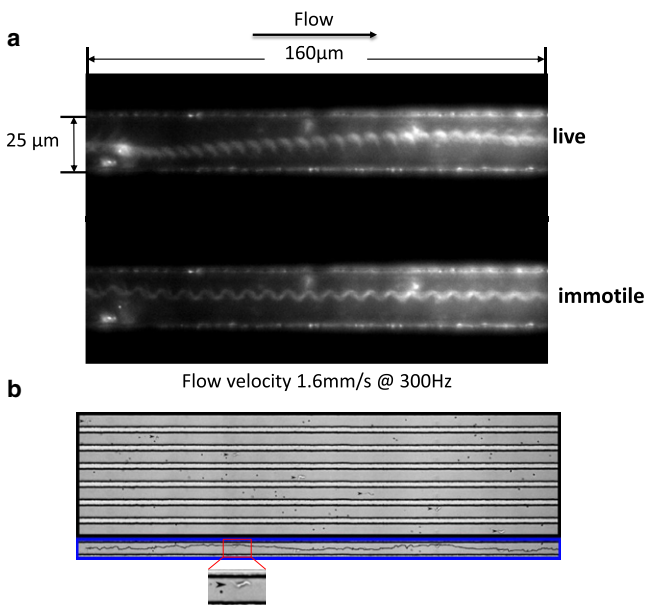 Flow
a
160µm
25 µm
live
immotile
Flow velocity 1.6mm/s @ 300Hz
b